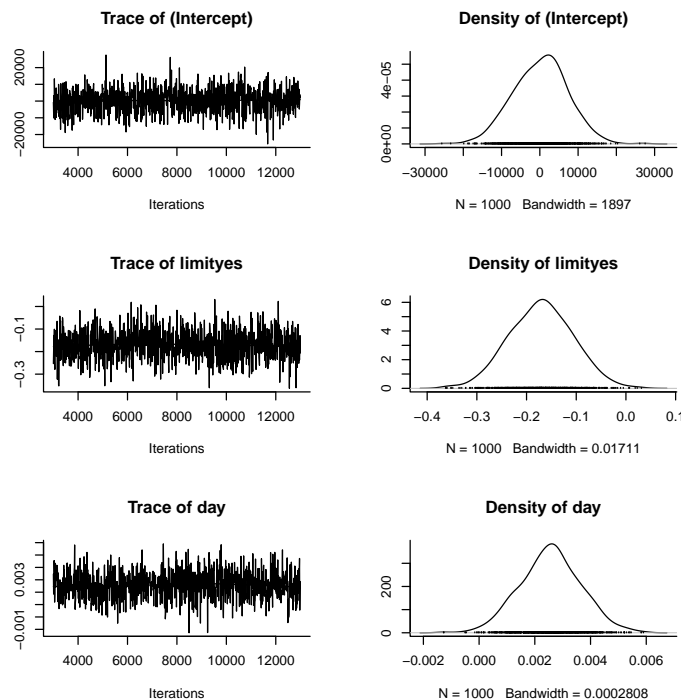 Trace of (Intercept)
20000
−20000
4000 6000 8000 10000 12000
Iterations
Density of (Intercept)
4e−05
0e+00
−30000 −10000 0 10000 30000
N = 1000 Bandwidth = 1897
Trace of limityes
−0.1
−0.3
4000 6000 8000 10000 12000
Iterations
Density of limityes
6
4
2
0
−0.4 −0.3 −0.2 −0.1 0.0 0.1
N = 1000 Bandwidth = 0.01711
Trace of day
0.003
−0.001
4000 6000 8000 10000 12000
Iterations
Density of day
200
0
−0.002 0.000 0.002 0.004 0.006
N = 1000 Bandwidth = 0.0002808